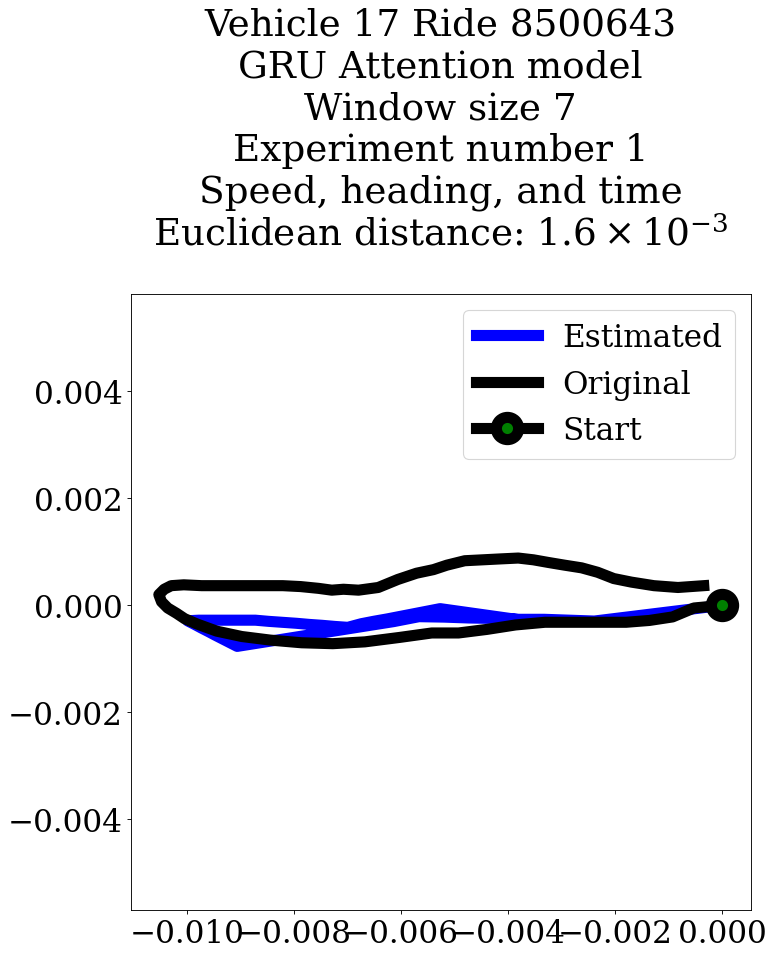 Vehicle 17 Ride 8500643
GRU Attention model
Window size 7
Experiment number 1
Speed, heading, and time
Euclidean distance: 1.6 × 10⁻³
Estimated
Original
Start
0.004
0.002
0.000
−0.002
−0.004
−0.010 −0.008 −0.006 −0.004 −0.002 0.000